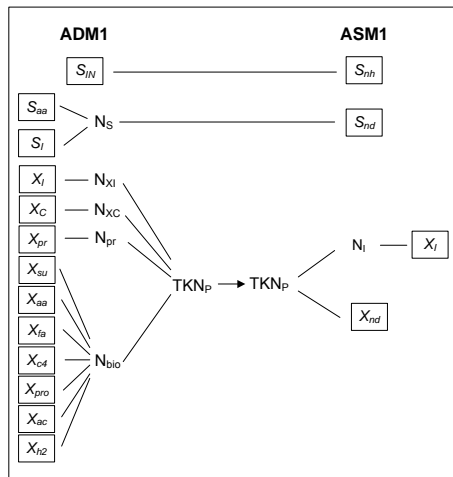 ADM1 ASM1
S_IN S_nh
S_aa
N_S S_nd
S_I
X_I N_XI
X_C N_XC
X_pr N_pr
N_I X_I
X_su
TKN_P TKN_P
X_aa
X_nd
X_fa
X_c4 N_bio
X_pro
X_ac
X_h2